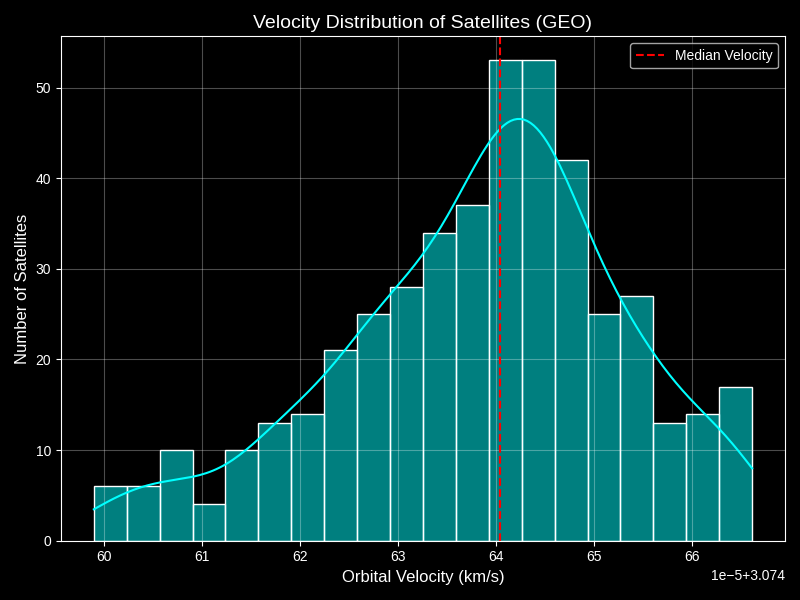 Velocity Distribution of Satellites (GEO)
Median Velocity
Number of Satellites
50
40
30
20
10
0
60 61 62 63 64 65 66
Orbital Velocity (km/s)
1e-5+3.074